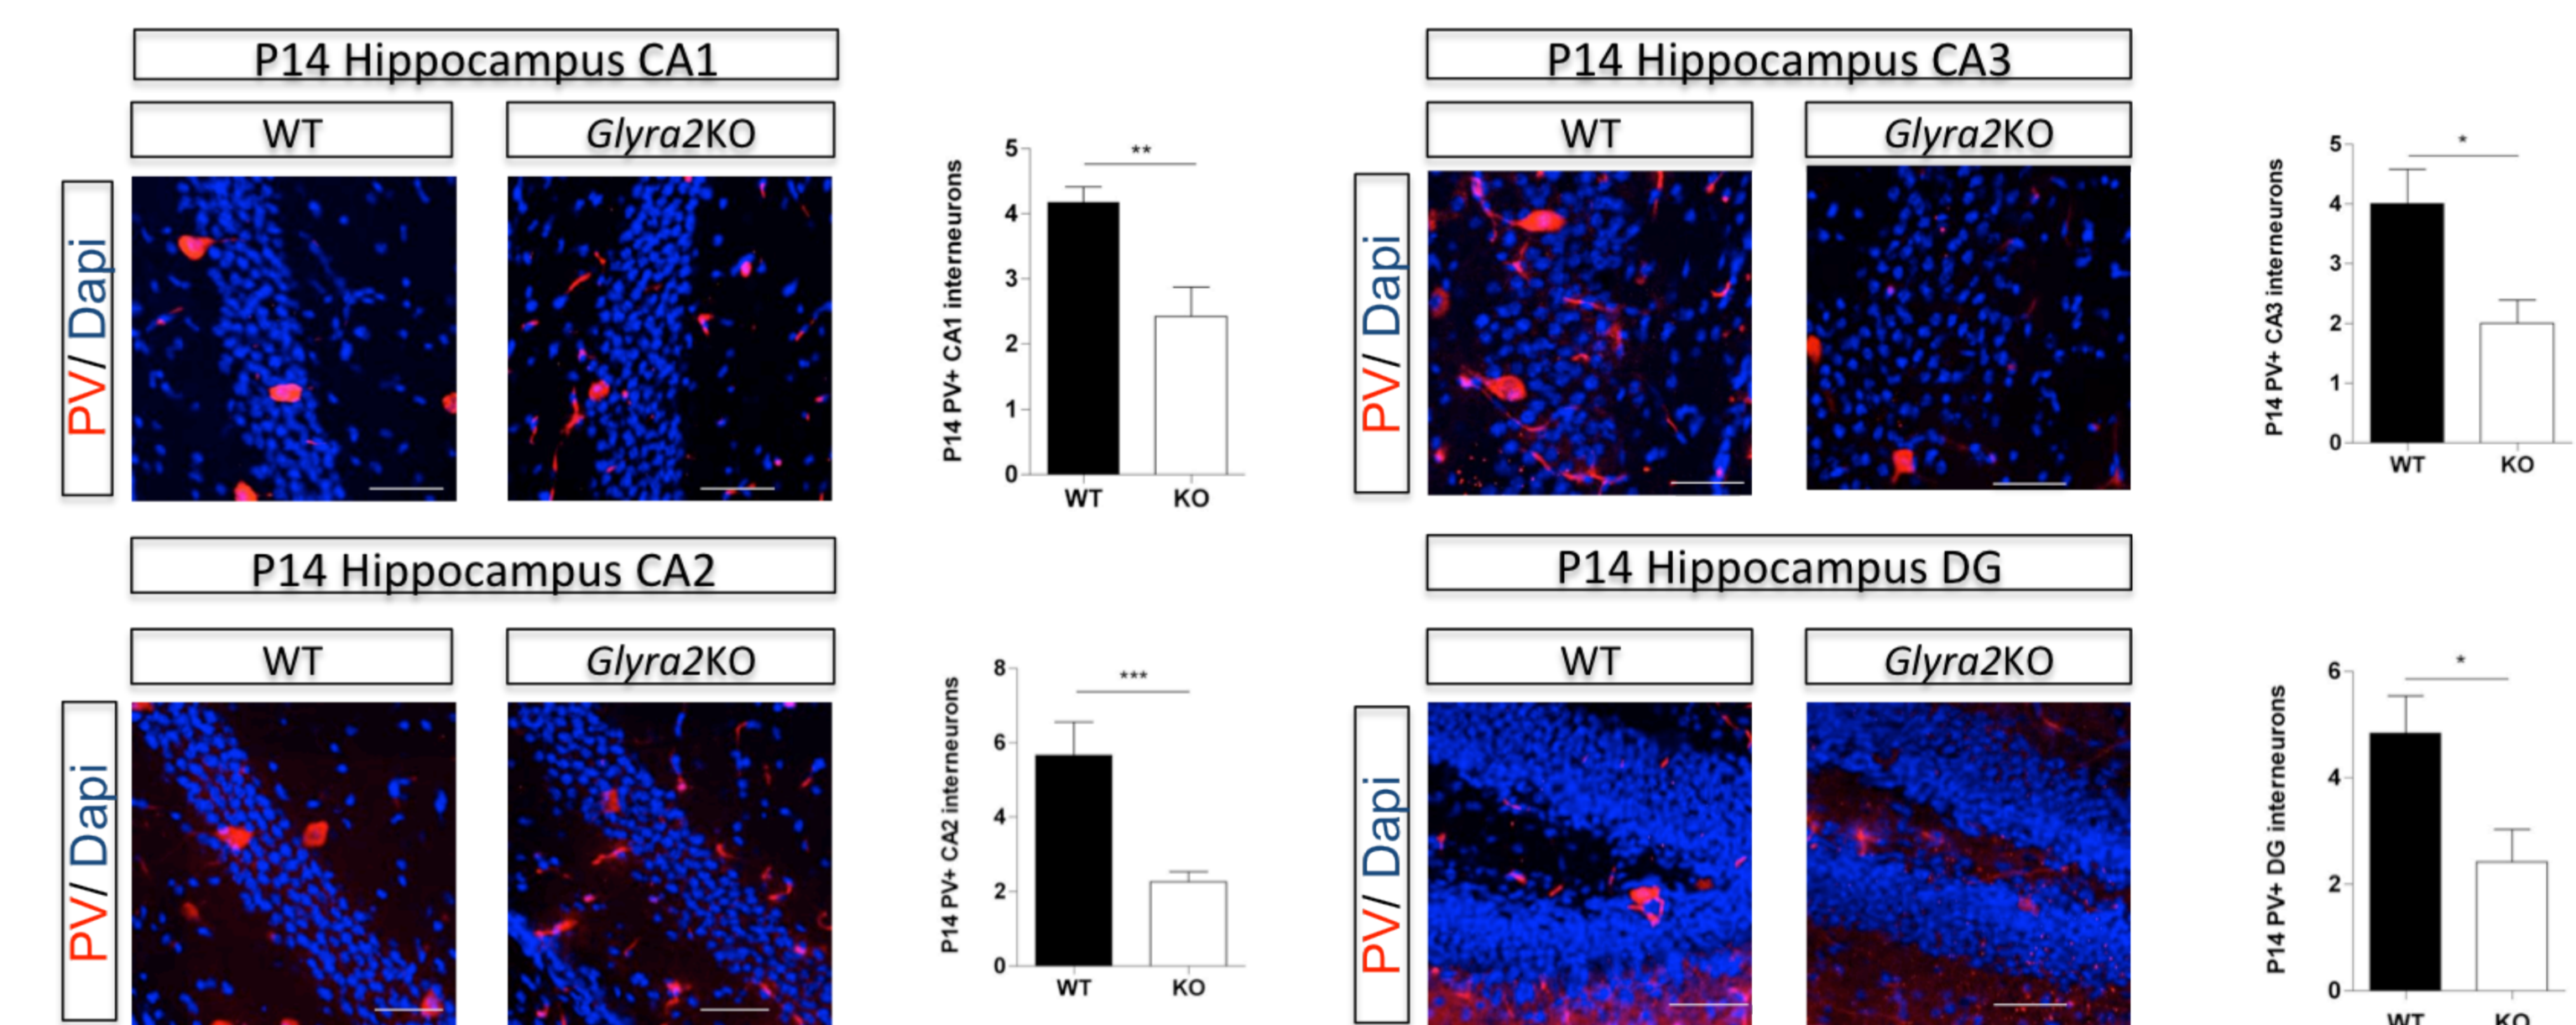 P14 Hippocampus CA1
WT
Glyra2KO
PV/ Dapi
P14 PV+ CA1 interneurons
5
4
3
2
1
0
**
WT
KO
P14 Hippocampus CA3
WT
Glyra2KO
PV/ Dapi
P14 PV+ CA3 interneurons
5
4
3
2
1
0
*
WT
KO
P14 Hippocampus CA2
WT
Glyra2KO
PV/ Dapi
P14 PV+ CA2 interneurons
8
6
4
2
0
***
WT
KO
P14 Hippocampus DG
WT
Glyra2KO
PV/ Dapi
P14 PV+ DG interneurons
6
4
2
0
*
WT
KO